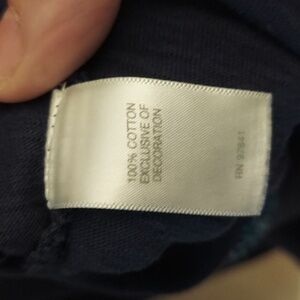 100% COTTON
EXCLUSIVE OF
DECORATION
RN 97841